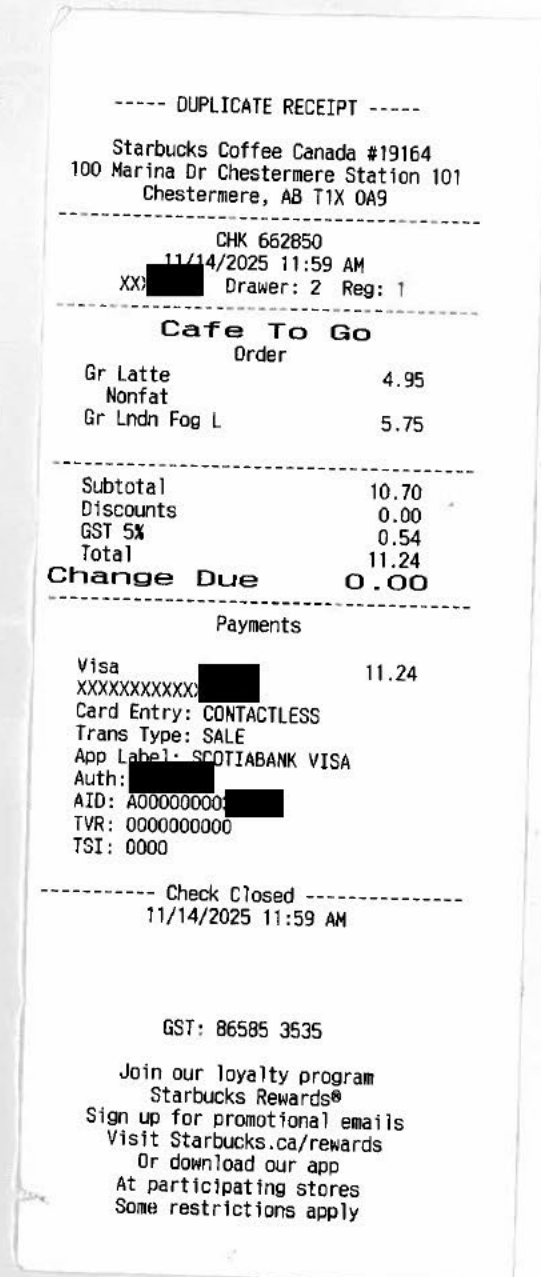 ----- DUPLICATE RECEIPT -----
Starbucks Coffee Canada #19164
100 Marina Dr Chestermere Station 101
Chestermere, AB T1X 0A9
CHK 662850
11/14/2025 11:59 AM
XX Drawer: 2 Reg: 1
Cafe To Go
Order
Gr Latte 4.95
Nonfat
Gr Lndn Fog L 5.75
Subtotal 10.70
Discounts 0.00
GST 5% 0.54
Total 11.24
Change Due 0.00
Payments
Visa 11.24
XXXXXXXXXXX
Card Entry: CONTACTLESS
Trans Type: SALE
App Label: SCOTIABANK VISA
Auth:
AID: A00000000
TVR: 0000000000
TSI: 0000
----------- Check Closed ---------------
11/14/2025 11:59 AM
GST: 86585 3535
Join our loyalty program
Starbucks Rewards®
Sign up for promotional emails
Visit Starbucks.ca/rewards
Or download our app
At participating stores
Some restrictions apply